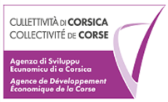 CULLETTIVITÀ DI CORSICA
COLLECTIVITÉ DE CORSE
Agenza di Sviluppu
Ecunomicu di a Corsica
Agence de Développement
Économique de la Corse